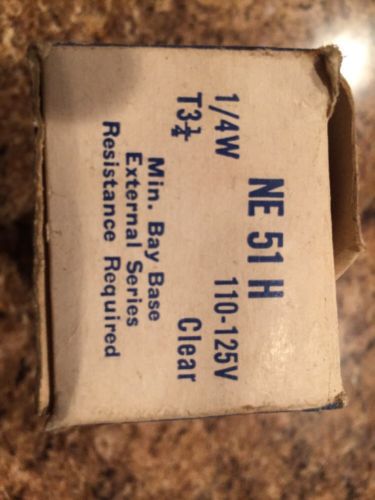 NE 51 H
1/4W 110-125V
T3¼ Clear
Min. Bay Base
External Series
Resistance Required